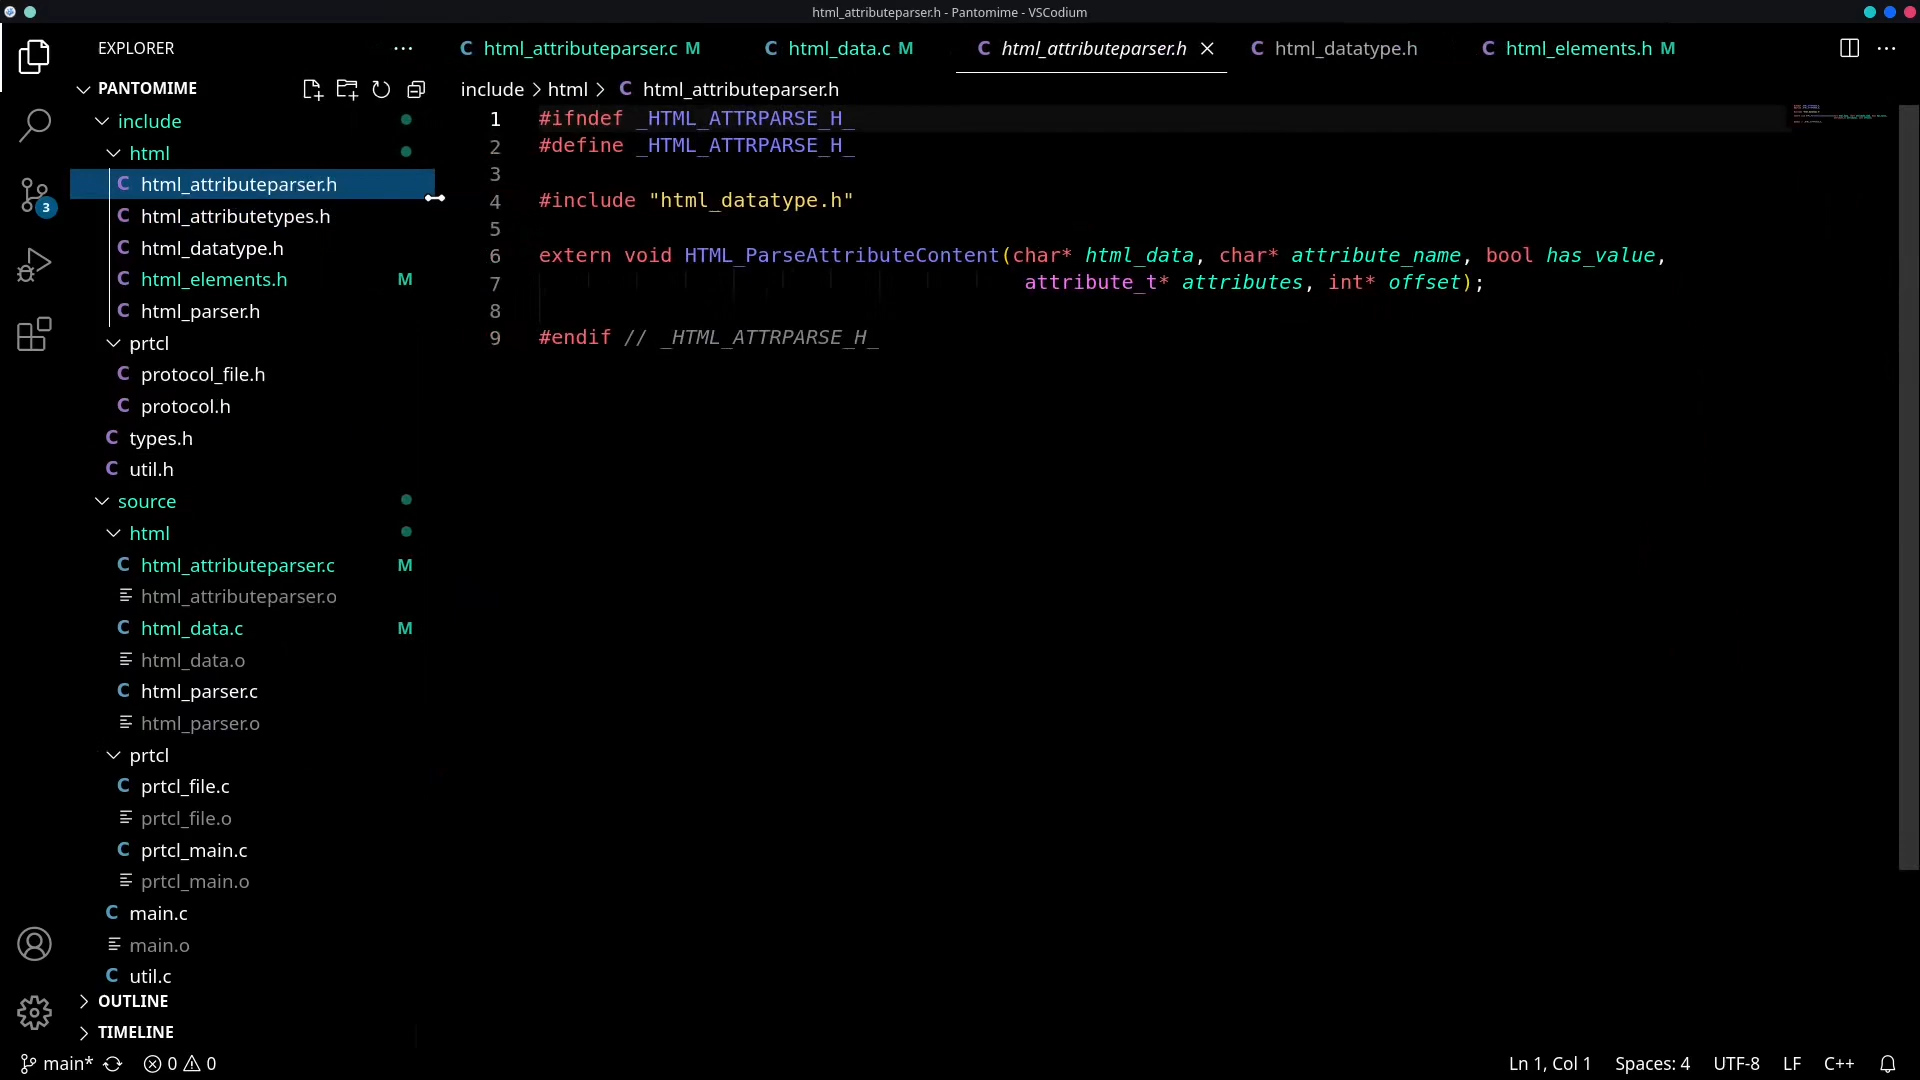 html_attributeparser.h - Pantomime - VSCodium
EXPLORER
PANTOMIME
include
html
C html_attributeparser.h
C html_attributetypes.h
C html_datatype.h
C html_elements.h M
C html_parser.h
prtcl
C protocol_file.h
C protocol.h
C types.h
C util.h
source
html
C html_attributeparser.c M
html_attributeparser.o
C html_data.c M
html_data.o
C html_parser.c
html_parser.o
prtcl
C prtcl_file.c
prtcl_file.o
C prtcl_main.c
prtcl_main.o
C main.c
main.o
C util.c
OUTLINE
TIMELINE
3
C html_attributeparser.c M C html_data.c M C html_attributeparser.h C html_datatype.h C html_elements.h M
include > html > C html_attributeparser.h
1 #ifndef _HTML_ATTRPARSE_H_
2 #define _HTML_ATTRPARSE_H_
3
4 #include "html_datatype.h"
5
6 extern void HTML_ParseAttributeContent(char* html_data, char* attribute_name, bool has_value,
7 attribute_t* attributes, int* offset);
8
9 #endif // _HTML_ATTRPARSE_H_
main* 0 0 Ln 1, Col 1 Spaces: 4 UTF-8 LF C++